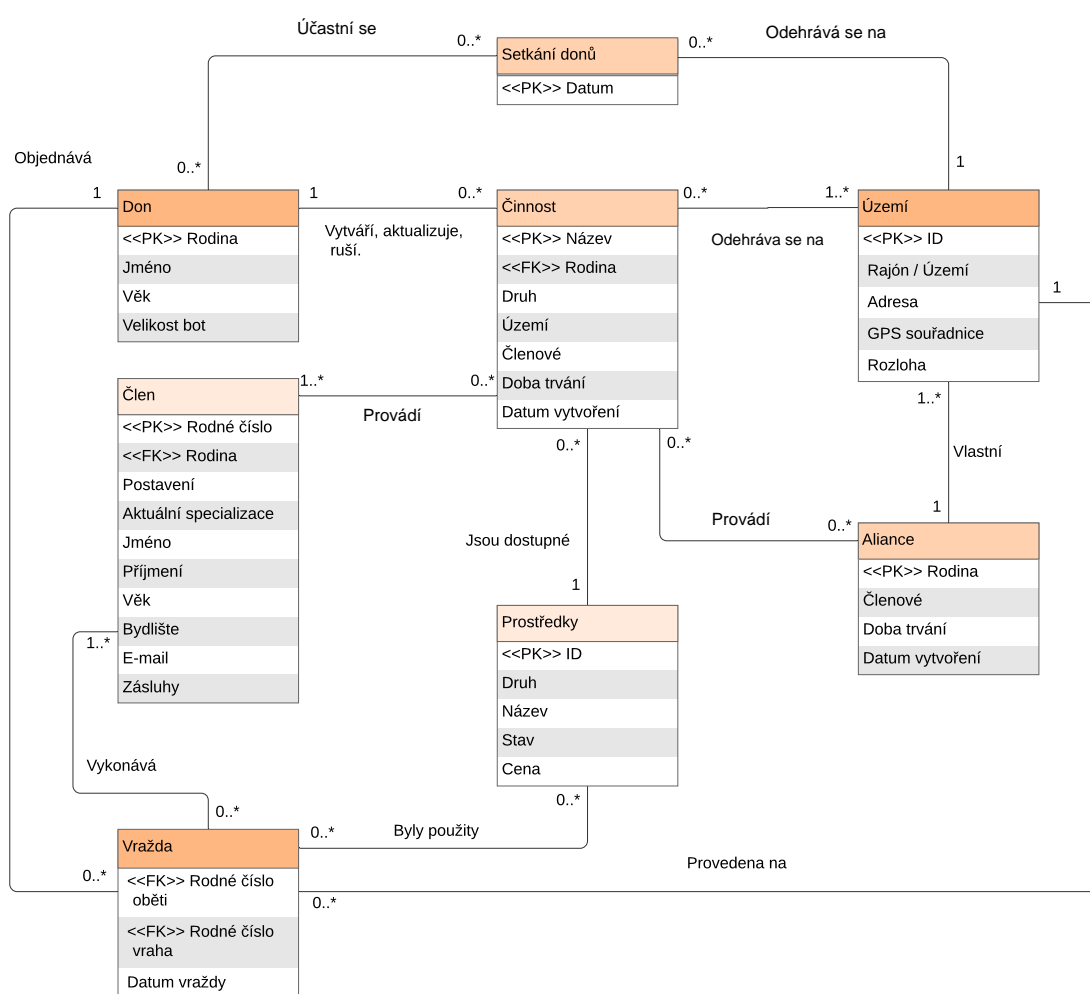 Účastní se
0..*
Setkání donů
<<PK>> Datum
0..*
Odehrává se na
Objednává
0..*
1
1
Don
<<PK>> Rodina
Jméno
Věk
Velikost bot
1
0..*
Vytváří, aktualizuje,
ruší.
Činnost
<<PK>> Název
<<FK>> Rodina
Druh
Území
Členové
Doba trvání
Datum vytvoření
0..*
1..*
Odehráva se na
Území
<<PK>> ID
Rajón / Území
Adresa
GPS souřadnice
Rozloha
1
Člen
<<PK>> Rodné číslo
<<FK>> Rodina
Postavení
Aktuální specializace
Jméno
Příjmení
Věk
Bydliště
E-mail
Zásluhy
1..*
0..*
Provádí
0..*
0..*
1..*
Vlastní
1
Provádí
0..*
Jsou dostupné
1
Aliance
<<PK>> Rodina
Členové
Doba trvání
Datum vytvoření
Prostředky
<<PK>> ID
Druh
Název
Stav
Cena
1..*
Vykonává
0..*
0..*
Byly použity
0..*
Vražda
<<FK>> Rodné číslo
oběti
<<FK>> Rodné číslo
vraha
Datum vraždy
0..*
0..*
Provedena na